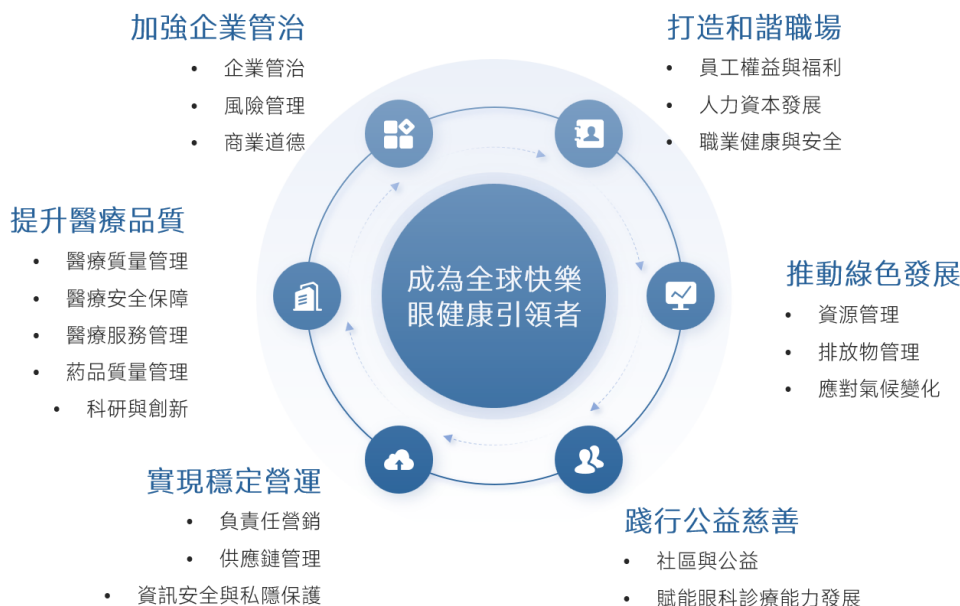 加強企業管治
• 企業管治
• 風險管理
• 商業道德
打造和諧職場
• 員工權益與福利
• 人力資本發展
• 職業健康與安全
提升醫療品質
• 醫療質量管理
• 醫療安全保障
• 醫療服務管理
• 葯品質量管理
• 科研與創新
成為全球快樂
眼健康引領者
推動綠色發展
• 資源管理
• 排放物管理
• 應對氣候變化
實現穩定營運
• 負責任營銷
• 供應鏈管理
• 資訊安全與私隱保護
踐行公益慈善
• 社區與公益
• 賦能眼科診療能力發展